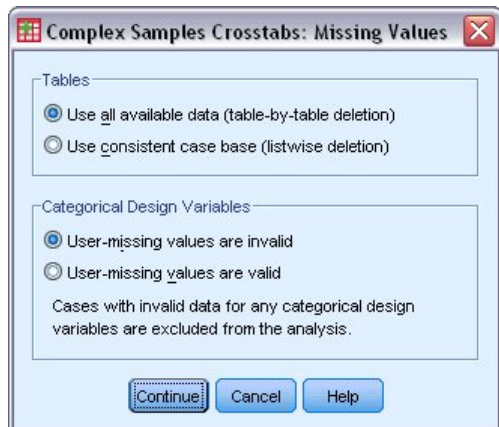 Complex Samples Crosstabs: Missing Values
Tables
Use all available data (table-by-table deletion)
Use consistent case base (listwise deletion)
Categorical Design Variables
User-missing values are invalid
User-missing values are valid
Cases with invalid data for any categorical design
variables are excluded from the analysis.
Continue Cancel Help